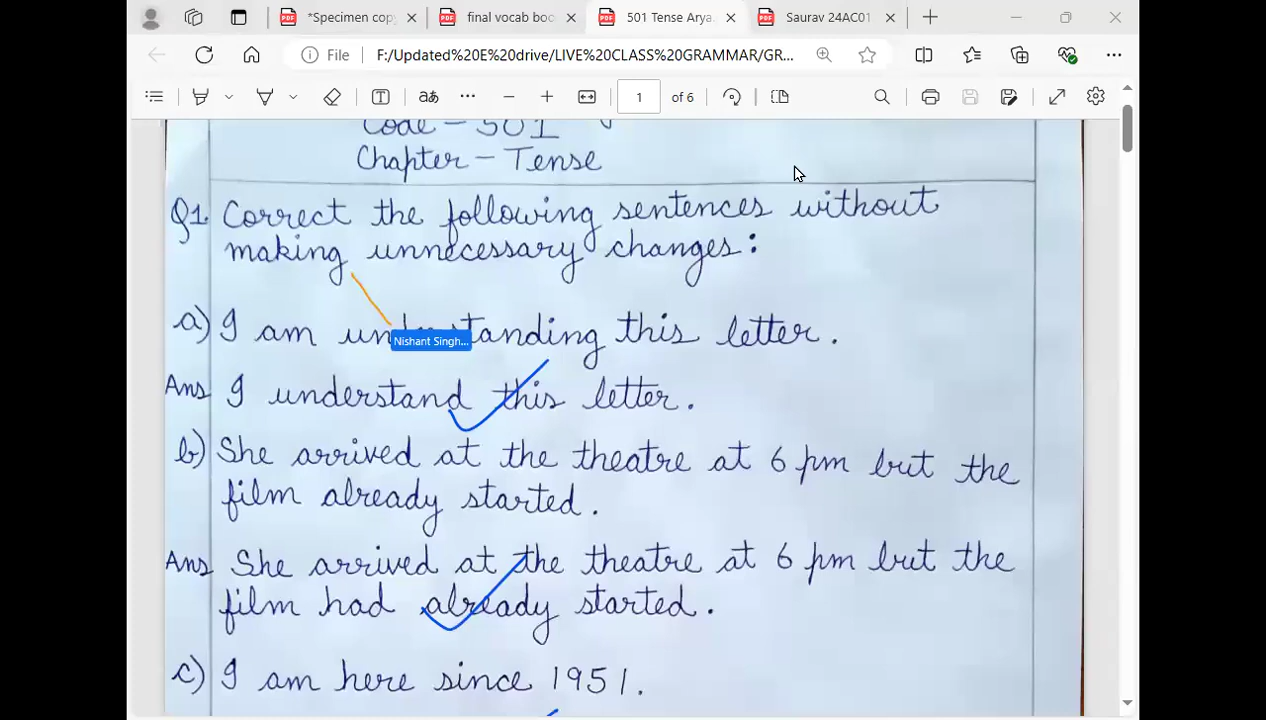 *Specimen cop
final vocab boo
501 Tense Arya.
Saurav 24AC01
File
F:/Updated%20E%20drive/LIVE%20CLASS%20GRAMMAR/GR...
1 of 6
Code - 501
Chapter - Tense
Q1. Correct the following sentences without
making unnecessary changes:
a) I am understanding this letter.
Nishant Singh...
Ans I understand this letter.
b) She arrived at the theatre at 6 pm but the
film already started.
Ans She arrived at the theatre at 6 pm but the
film had already started.
c) I am here since 1951.